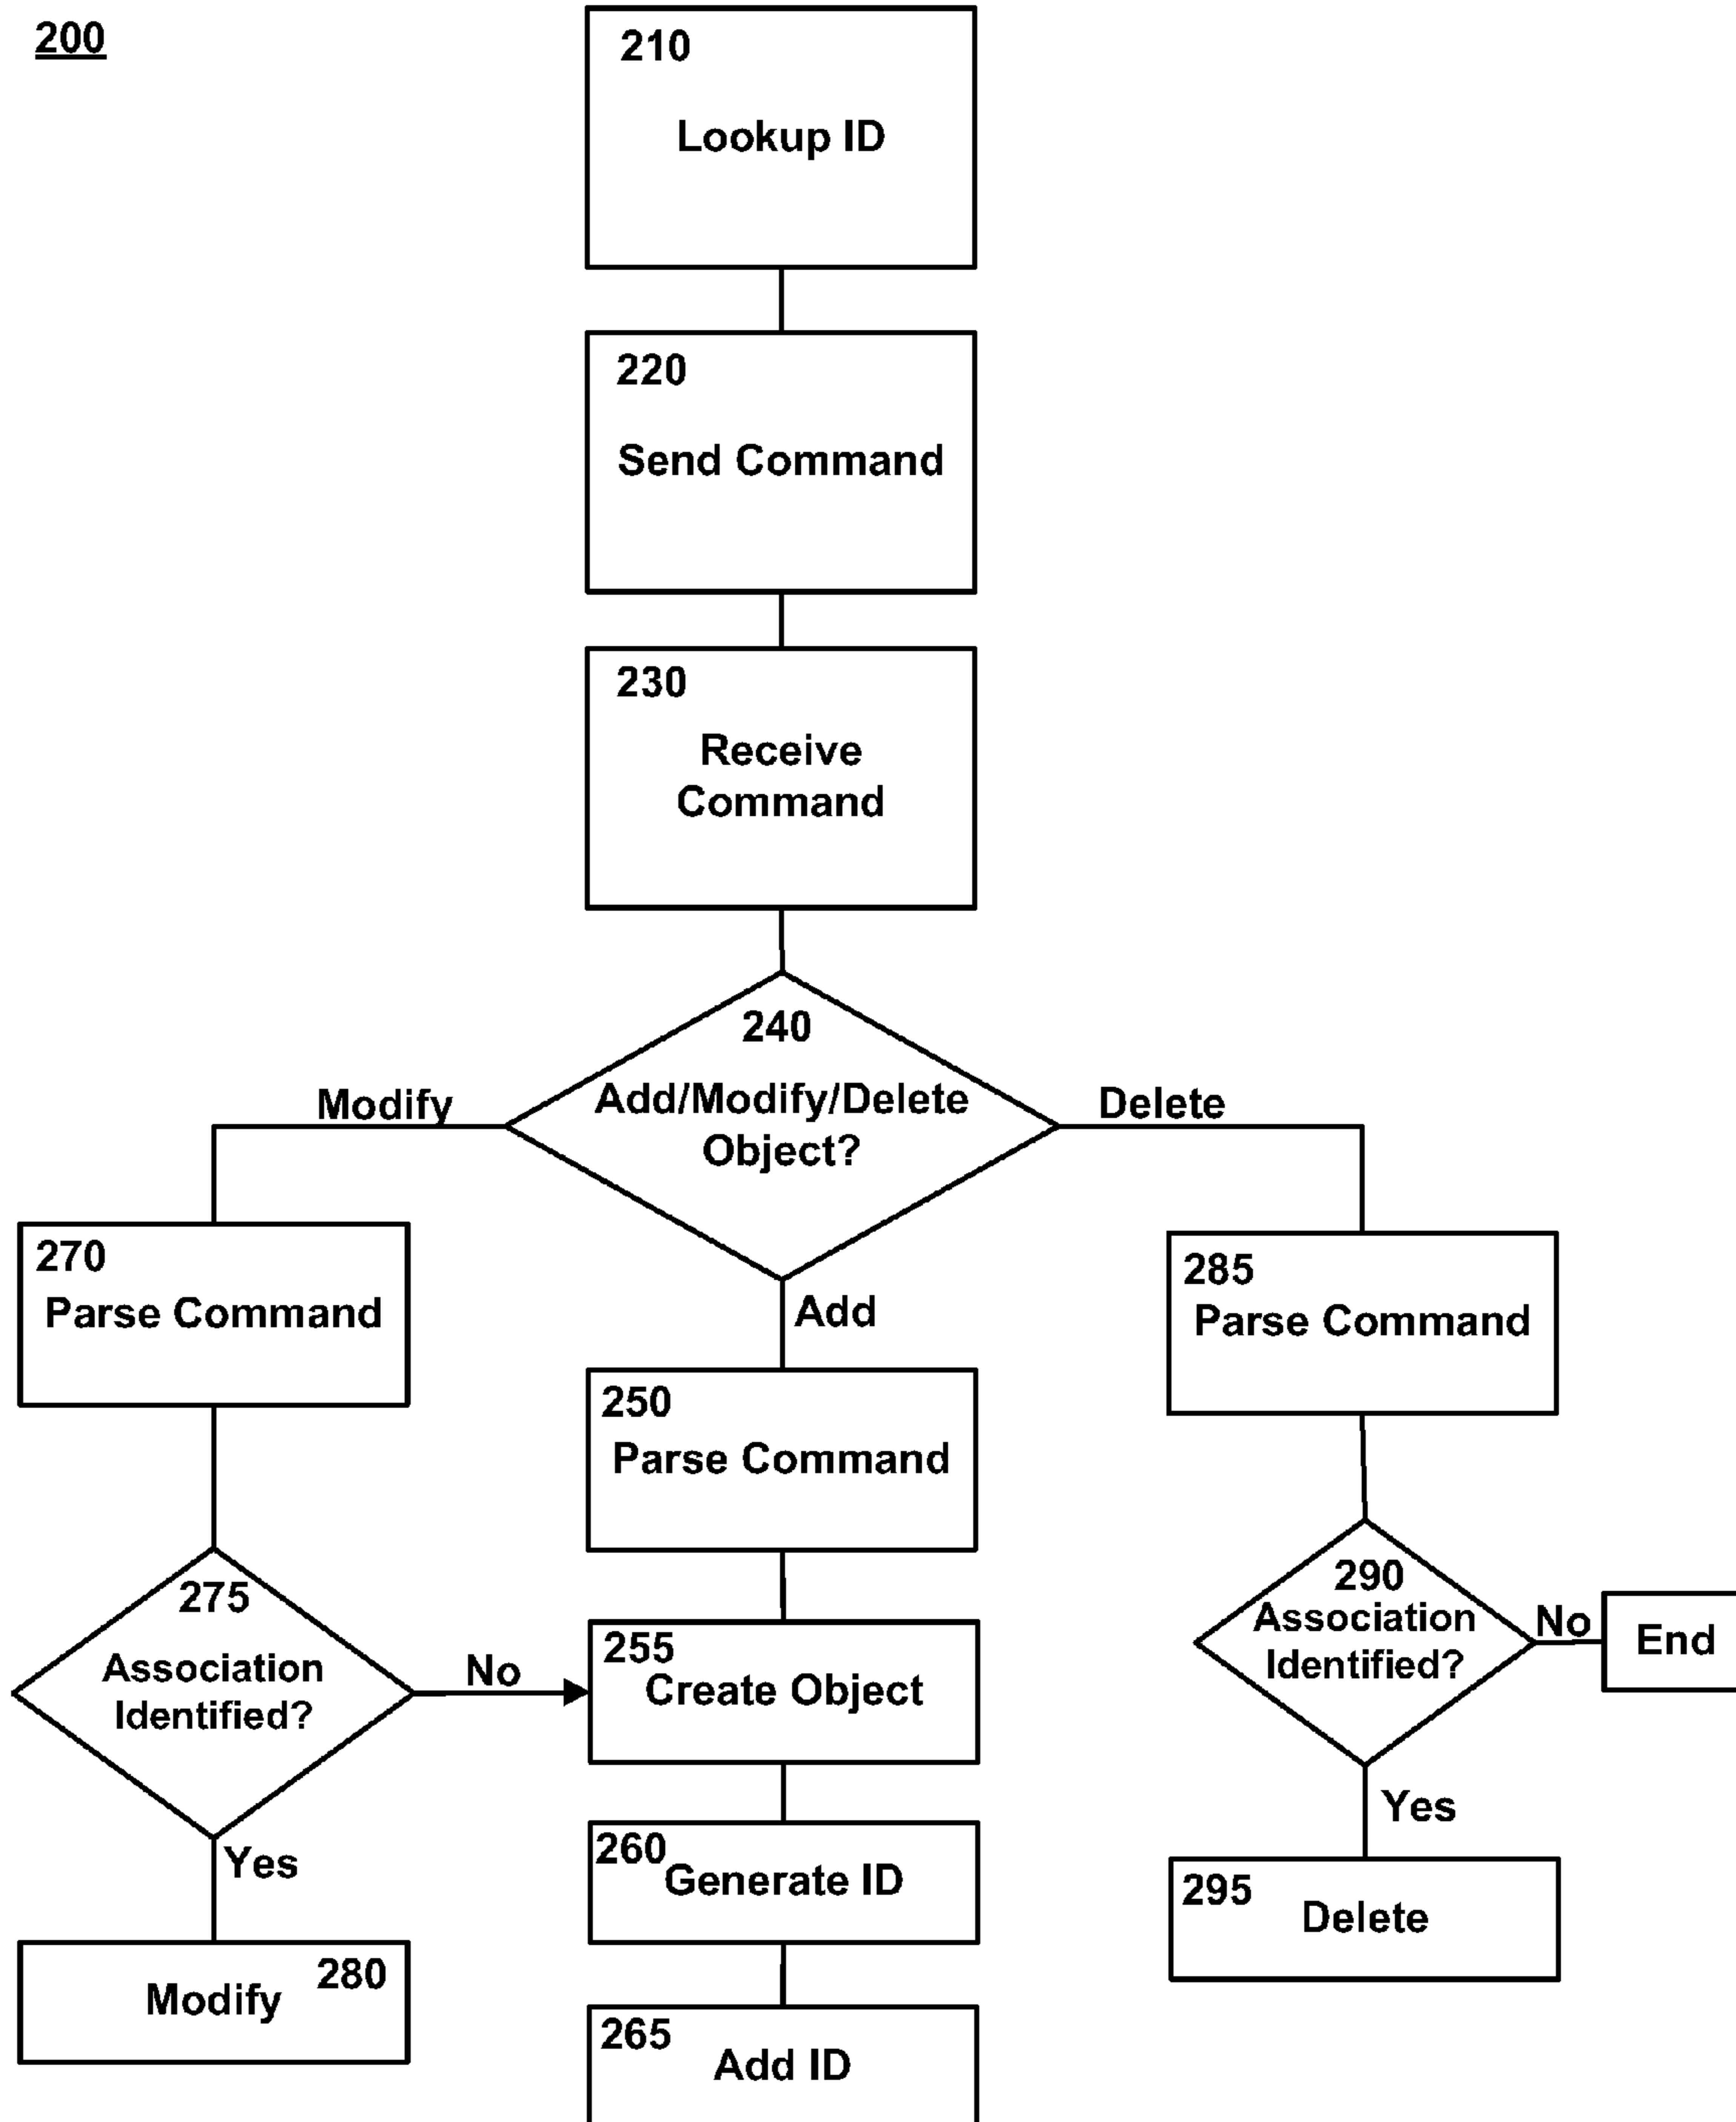 200
210
Lookup ID
220
Send Command
230
Receive
Command
240
Add/Modify/Delete
Object?
Modify
Delete
Add
270
Parse Command
285
Parse Command
250
Parse Command
275
Association
Identified?
No
Yes
255
Create Object
290
Association
Identified?
No
End
Yes
260
Generate ID
295
Delete
280
Modify
265
Add ID